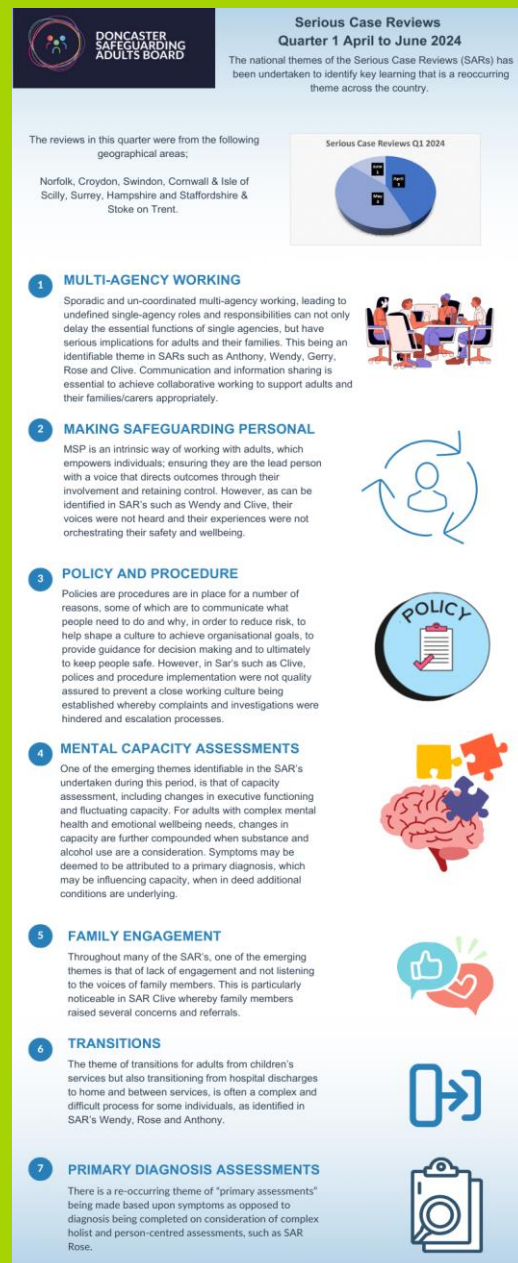 DONCASTER
SAFEGUARDING
ADULTS BOARD
Serious Case Reviews
Quarter 1 April to June 2024
The national themes of the Serious Case Reviews (SARs) has
been undertaken to identify key learning that is a reoccurring
theme across the country.
The reviews in this quarter were from the following
geographical areas;
Norfolk, Croydon, Swindon, Cornwall & Isle of
Scilly, Surrey, Hampshire and Staffordshire &
Stoke on Trent.
Serious Case Reviews Q1 2024
June
April
May
1
MULTI-AGENCY WORKING
Sporadic and un-coordinated multi-agency working, leading to
undefined single-agency roles and responsibilities can not only
delay the essential functions of single agencies, but have
serious implications for adults and their families. This being an
identifiable theme in SARs such as Anthony, Wendy, Gerry,
Rose and Clive. Communication and information sharing is
essential to achieve collaborative working to support adults and
their families/carers appropriately.
2
MAKING SAFEGUARDING PERSONAL
MSP is an intrinsic way of working with adults, which
empowers individuals; ensuring they are the lead person
with a voice that directs outcomes through their
involvement and retaining control. However, as can be
identified in SAR's such as Wendy and Clive, their
voices were not heard and their experiences were not
orchestrating their safety and wellbeing.
3
POLICY AND PROCEDURE
Policies are procedures are in place for a number of
reasons, some of which are to communicate what
people need to do and why, in order to reduce risk, to
help shape a culture to achieve organisational goals, to
provide guidance for decision making and to ultimately
to keep people safe. However, in Sar's such as Clive,
polices and procedure implementation were not quality
assured to prevent a close working culture being
established whereby complaints and investigations were
hindered and escalation processes.
POLICY
4
MENTAL CAPACITY ASSESSMENTS
One of the emerging themes identifiable in the SAR's
undertaken during this period, is that of capacity
assessment, including changes in executive functioning
and fluctuating capacity. For adults with complex mental
health and emotional wellbeing needs, changes in
capacity are further compounded when substance and
alcohol use are a consideration. Symptoms may be
deemed to be attributed to a primary diagnosis, which
may be influencing capacity, when in deed additional
conditions are underlying.
5
FAMILY ENGAGEMENT
Throughout many of the SAR's, one of the emerging
themes is that of lack of engagement and not listening
to the voices of family members. This is particularly
noticeable in SAR Clive whereby family members
raised several concerns and referrals.
6
TRANSITIONS
The theme of transitions for adults from children's
services but also transitioning from hospital discharges
to home and between services, is often a complex and
difficult process for some individuals, as identified in
SAR's Wendy, Rose and Anthony.
7
PRIMARY DIAGNOSIS ASSESSMENTS
There is a re-occurring theme of "primary assessments"
being made based upon symptoms as opposed to
diagnosis being completed on consideration of complex
holist and person-centred assessments, such as SAR
Rose.